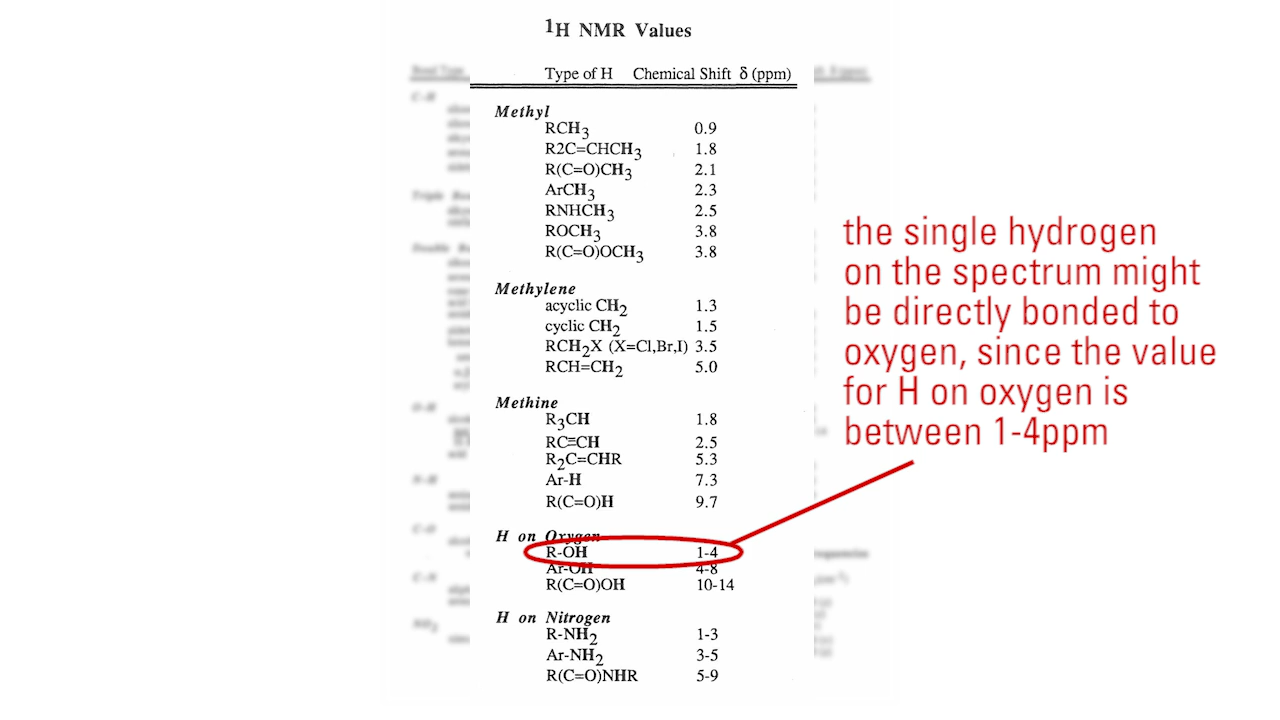 1H NMR Values
Type of H Chemical Shift δ (ppm)
Methyl
RCH3 0.9
R2C=CHCH3 1.8
R(C=O)CH3 2.1
ArCH3 2.3
RNHCH3 2.5
ROCH3 3.8
R(C=O)OCH3 3.8
Methylene
acyclic CH2 1.3
cyclic CH2 1.5
RCH2X (X=Cl,Br,I) 3.5
RCH=CH2 5.0
Methine
R3CH 1.8
RC≡CH 2.5
R2C=CHR 5.3
Ar-H 7.3
R(C=O)H 9.7
H on Oxygen
R-OH 1-4
Ar-OH 4-8
R(C=O)OH 10-14
H on Nitrogen
R-NH2 1-3
Ar-NH2 3-5
R(C=O)NHR 5-9
the single hydrogen
on the spectrum might
be directly bonded to
oxygen, since the value
for H on oxygen is
between 1-4ppm